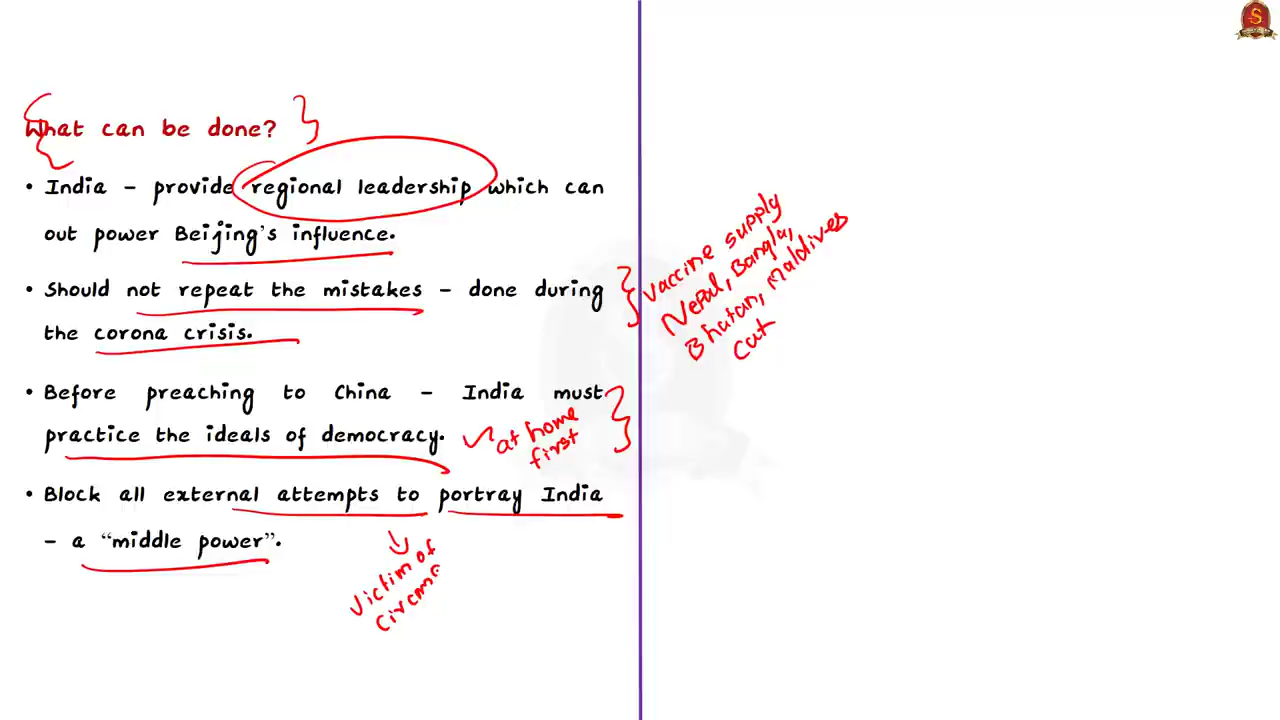 What can be done?
• India – provide regional leadership which can
out power Beijing's influence.
• Should not repeat the mistakes – done during
the corona crisis.
• Before preaching to China – India must
practice the ideals of democracy.
at home
first
• Block all external attempts to portray India
– a "middle power".
Victim of
Vaccine supply
Nepal, Bangla,
Bhutan, Maldives
Cut